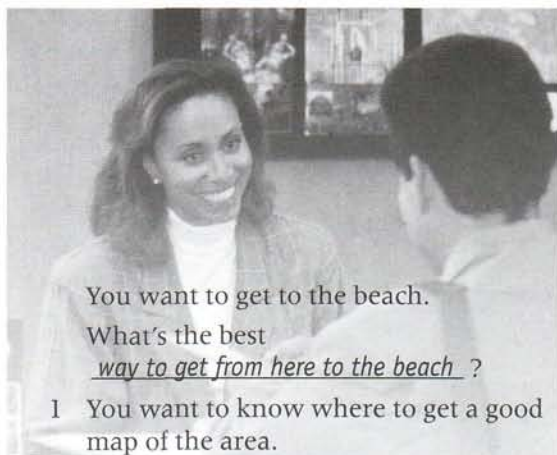 You want to get to the beach.
What's the best
way to get from here to the beach ?
1 You want to know where to get a good
map of the area.